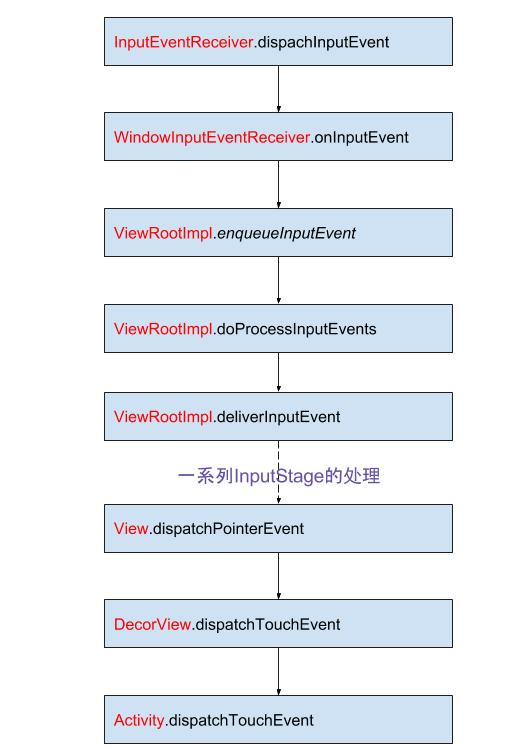 InputEventReceiver.dispachInputEvent
WindowInputEventReceiver.onInputEvent
ViewRootImpl.enqueueInputEvent
ViewRootImpl.doProcessInputEvents
ViewRootImpl.deliverInputEvent
一系列InputStage的处理
View.dispatchPointerEvent
DecorView.dispatchTouchEvent
Activity.dispatchTouchEvent